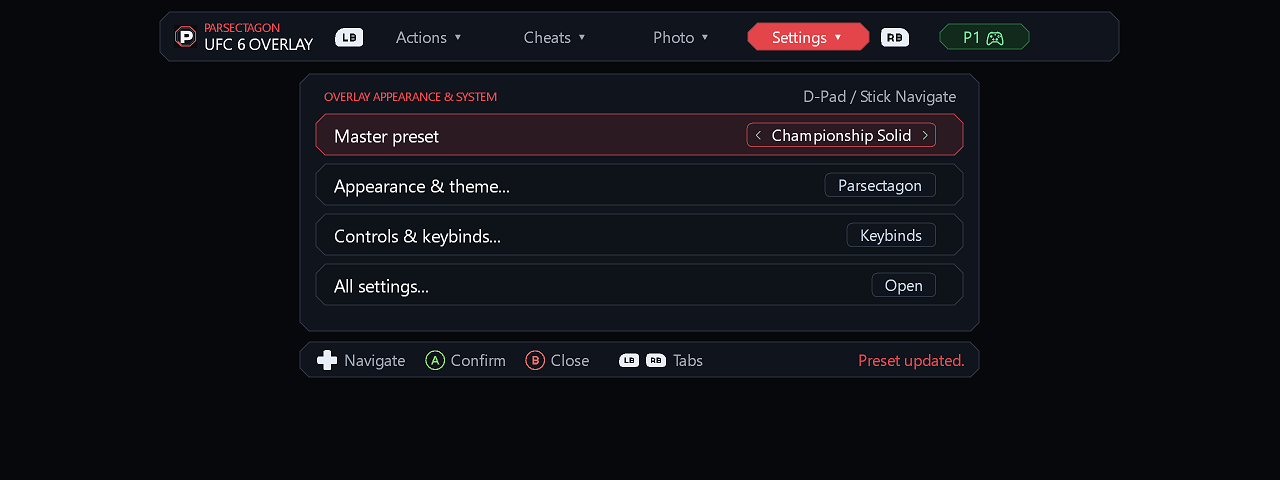 PARSECTAGON
UFC 6 OVERLAY
LB
Actions ▼
Cheats ▼
Photo ▼
Settings ▼
RB
P1
OVERLAY APPEARANCE & SYSTEM
D-Pad / Stick Navigate
Master preset
< Championship Solid >
Appearance & theme...
Parsectagon
Controls & keybinds...
Keybinds
All settings...
Open
Navigate
A Confirm
B Close
LB RB Tabs
Preset updated.